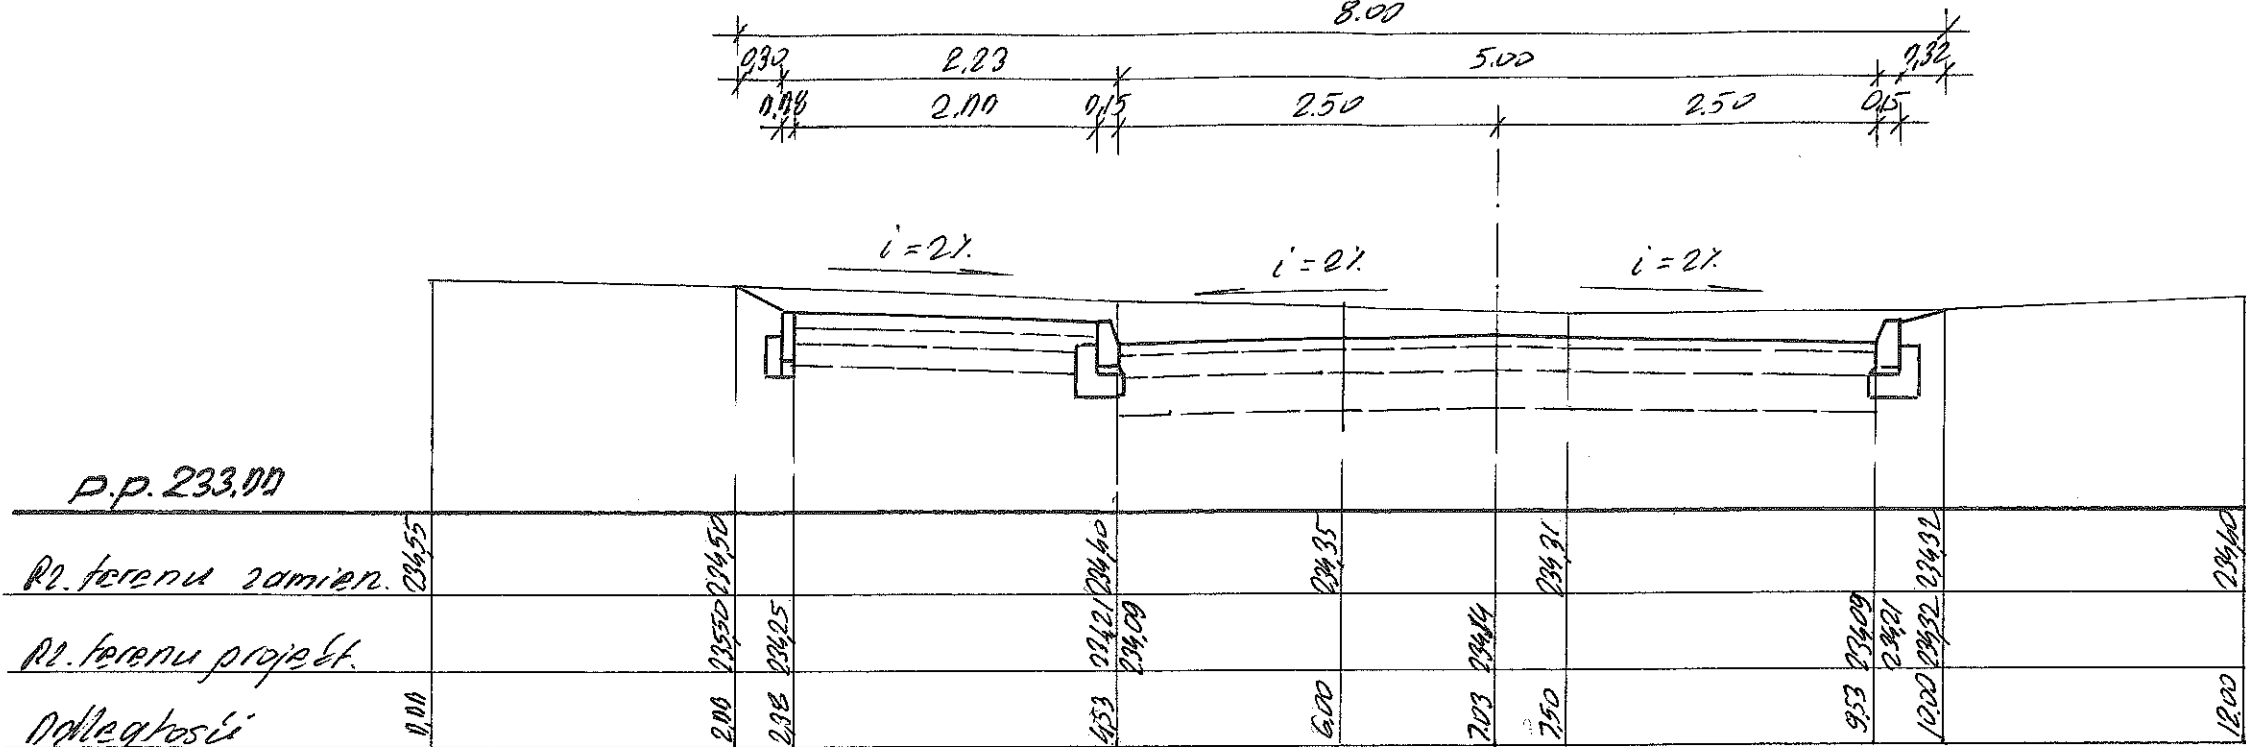 8.00
0,30 2,23 5.00 0,32
0,08 2,00 0,15 2.50 2.50 0,15
i=2% i=2% i=2%
p.p. 233,00
Rz. terenu zamien. 234,55 234,50 234,40 234,35 234,31 234,32 234,40
Rz. terenu projekt. 235,50 234,25 234,21 234,09 234,14 234,09 234,21 234,32
Odległości 0,00 2,00 2,38 4,53 6,00 7,03 7,50 9,53 10,00 12,00